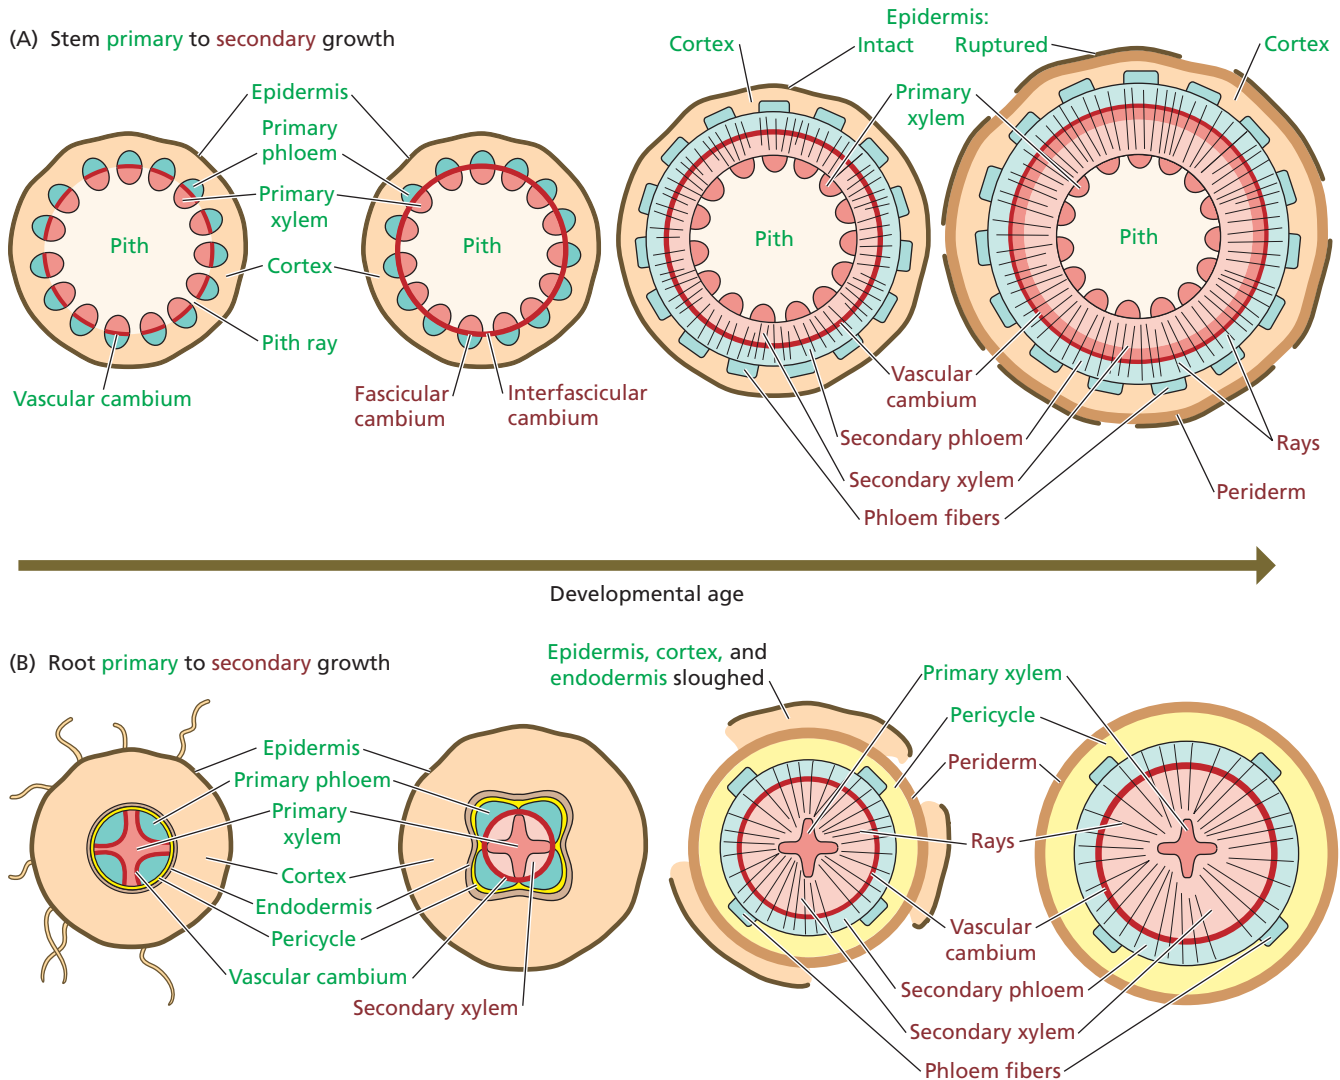 (A) Stem primary to secondary growth
Epidermis:
Cortex
Intact
Ruptured
Cortex
Epidermis
Primary
phloem
Primary
xylem
Primary
xylem
Pith
Pith
Pith
Pith
Cortex
Pith ray
Vascular cambium
Fascicular
cambium
Interfascicular
cambium
Vascular
cambium
Secondary phloem
Rays
Secondary xylem
Periderm
Phloem fibers
Developmental age
(B) Root primary to secondary growth
Epidermis, cortex, and
endodermis sloughed
Primary xylem
Pericycle
Epidermis
Periderm
Primary phloem
Primary
xylem
Rays
Cortex
Endodermis
Pericycle
Vascular
cambium
Vascular cambium
Secondary phloem
Secondary xylem
Secondary xylem
Phloem fibers